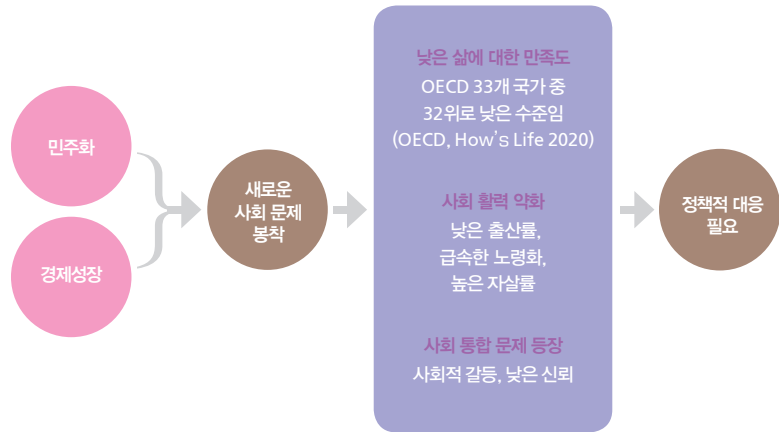 민주화
경제성장
새로운
사회 문제
봉착
낮은 삶에 대한 만족도
OECD 33개 국가 중
32위로 낮은 수준임
(OECD, How's Life 2020)
사회 활력 약화
낮은 출산률,
급속한 노령화,
높은 자살률
사회 통합 문제 등장
사회적 갈등, 낮은 신뢰
정책적 대응
필요